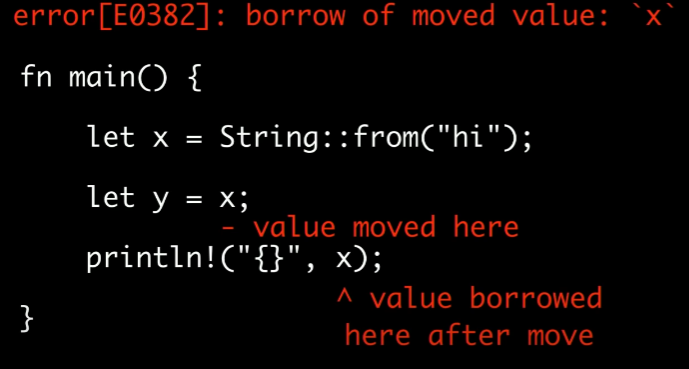 error[E0382]: borrow of moved value: `x`
fn main() {
let x = String::from("hi");
let y = x;
- value moved here
println!("{}", x);
^ value borrowed
here after move
}